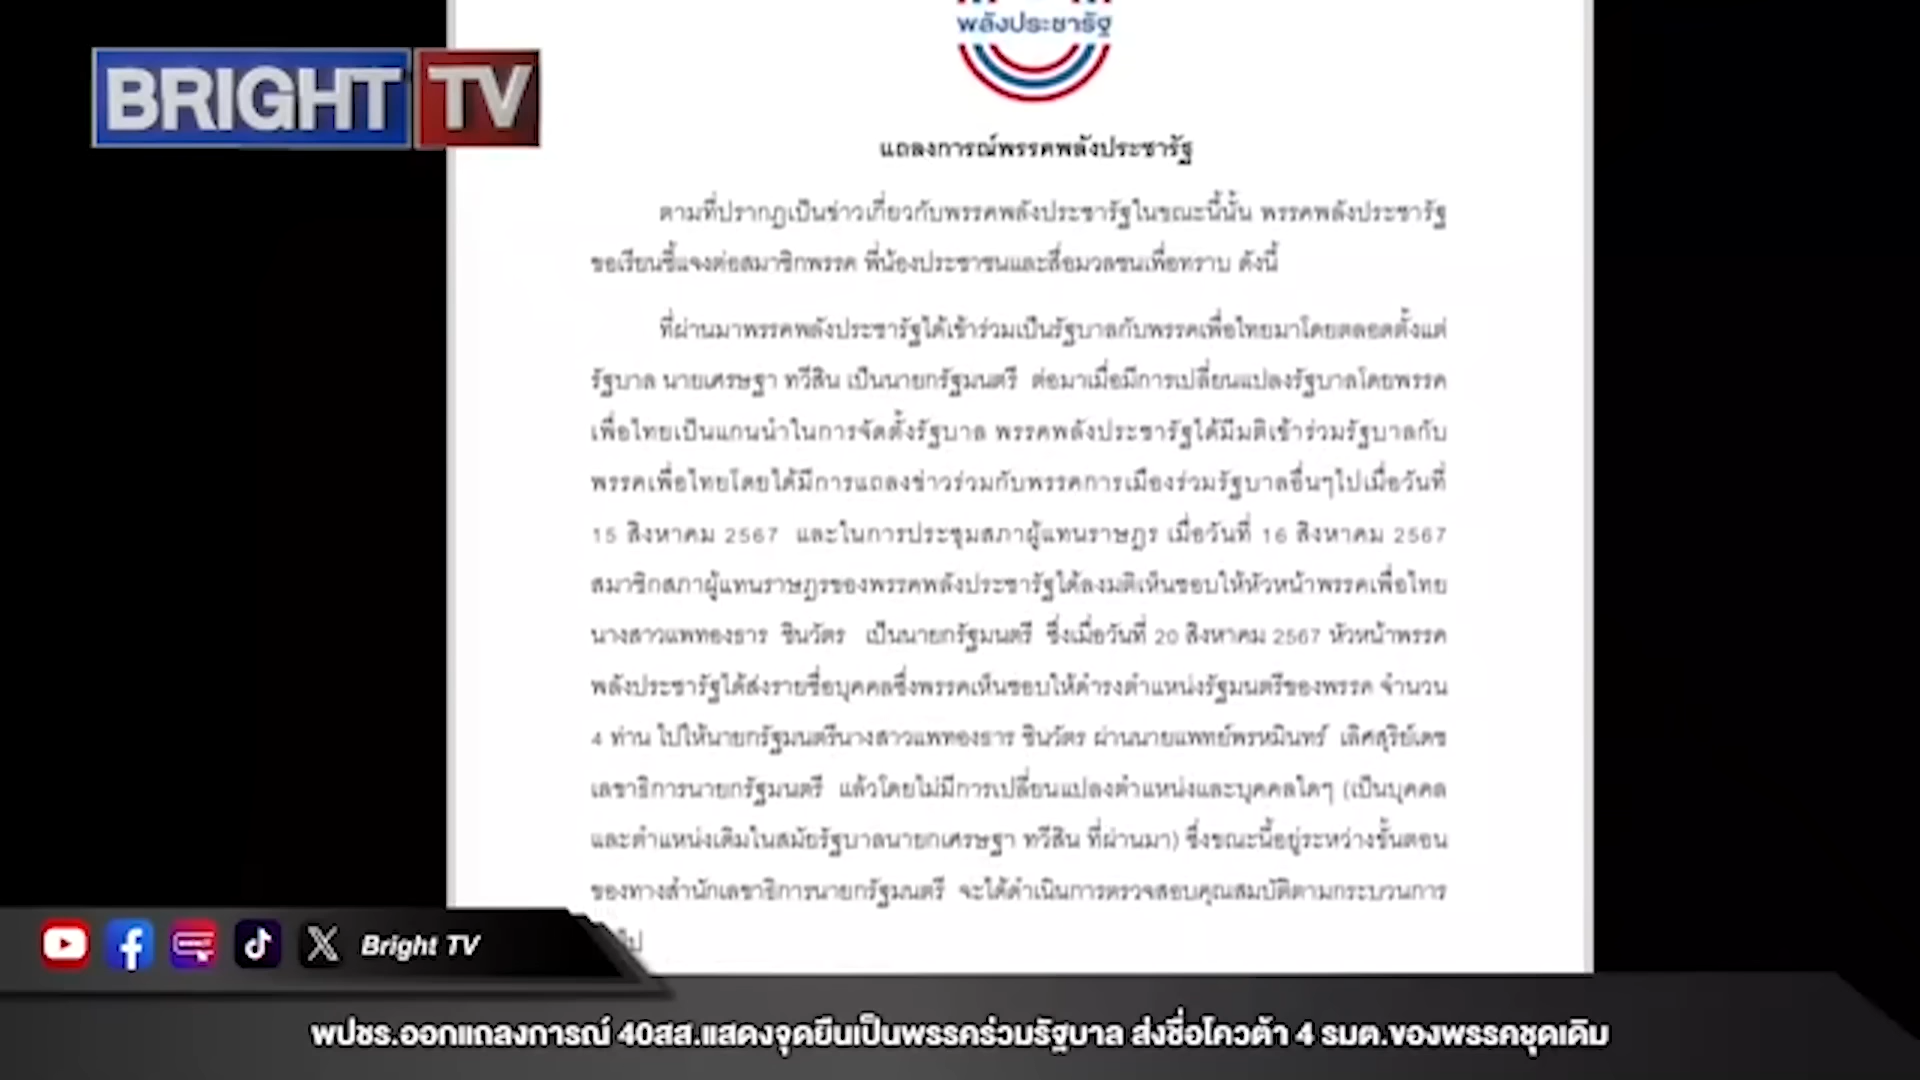 พลังประชารัฐ
BRIGHT TV
แถลงการณ์พรรคพลังประชารัฐ
ตามที่ปรากฏเป็นข่าวเกี่ยวกับพรรคพลังประชารัฐในขณะนี้นั้น พรรคพลังประชารัฐ
ขอเรียนชี้แจงต่อสมาชิกพรรค พี่น้องประชาชนและสื่อมวลชนเพื่อทราบ ดังนี้
ที่ผ่านมาพรรคพลังประชารัฐได้เข้าร่วมเป็นรัฐบาลกับพรรคเพื่อไทยมาโดยตลอดตั้งแต่
รัฐบาล นายเศรษฐา ทวีสิน เป็นนายกรัฐมนตรี ต่อมาเมื่อมีการเปลี่ยนแปลงรัฐบาลโดยพรรค
เพื่อไทยเป็นแกนนำในการจัดตั้งรัฐบาล พรรคพลังประชารัฐได้มีมติเข้าร่วมรัฐบาลกับ
พรรคเพื่อไทยโดยได้มีการแถลงข่าวร่วมกับพรรคการเมืองร่วมรัฐบาลอื่นๆไปเมื่อวันที่
15 สิงหาคม 2567 และในการประชุมสภาผู้แทนราษฎร เมื่อวันที่ 16 สิงหาคม 2567
สมาชิกสภาผู้แทนราษฎรของพรรคพลังประชารัฐได้ลงมติเห็นชอบให้หัวหน้าพรรคเพื่อไทย
นางสาวแพทองธาร ชินวัตร เป็นนายกรัฐมนตรี ซึ่งเมื่อวันที่ 20 สิงหาคม 2567 หัวหน้าพรรค
พลังประชารัฐได้ส่งรายชื่อบุคคลซึ่งพรรคเห็นชอบให้ดำรงตำแหน่งรัฐมนตรีของพรรค จำนวน
4 ท่าน ไปให้นายกรัฐมนตรีนางสาวแพทองธาร ชินวัตร ผ่านนายแพทย์พรหมินทร์ เลิศสุริย์เดช
เลขาธิการนายกรัฐมนตรี แล้วโดยไม่มีการเปลี่ยนแปลงตำแหน่งและบุคคลใดๆ (เป็นบุคคล
และตำแหน่งเดิมในสมัยรัฐบาลนายกเศรษฐา ทวีสิน ที่ผ่านมา) ซึ่งขณะนี้อยู่ระหว่างขั้นตอน
ของทางสำนักเลขาธิการนายกรัฐมนตรี จะได้ดำเนินการตรวจสอบคุณสมบัติตามกระบวนการ
Bright TV
พปชร.ออกแถลงการณ์ 40สส.แสดงจุดยืนเป็นพรรคร่วมรัฐบาล ส่งชื่อโควต้า 4 รมต.ของพรรคชุดเดิม